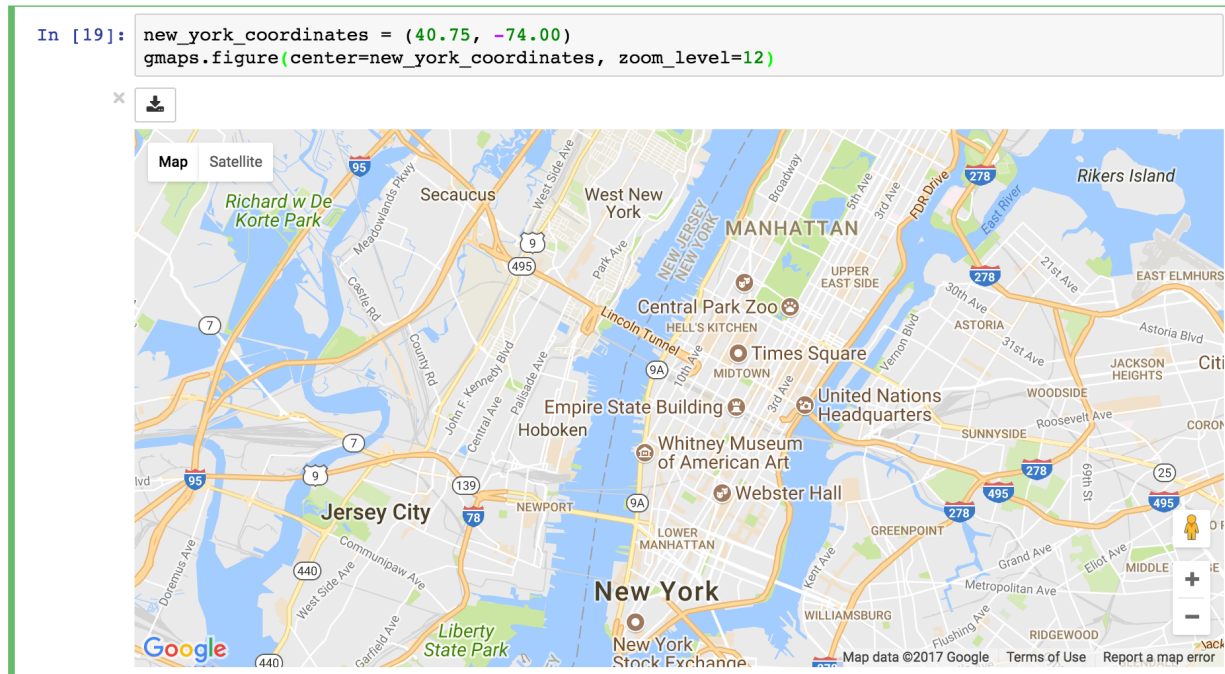 In [19]:
new_york_coordinates = (40.75, -74.00)
gmaps.figure(center=new_york_coordinates, zoom_level=12)
Map
Satellite
95
278
Rikers Island
Richard w De
Korte Park
Meadowlands Pkwy
Secaucus
West Side Ave
West New
York
Broadway
5th Ave
3rd Ave
FDR Drive
East River
9
495
Park Ave
NEW JERSEY
NEW YORK
MANHATTAN
UPPER
EAST SIDE
278
21st Ave
EAST ELMHURS
Castle Rd
Central Park Zoo
30th Ave
7
Lincoln Tunnel
HELL'S KITCHEN
Vernon Blvd
ASTORIA
Astoria Blvd
County Rd
John F. Kennedy Blvd
Palisade Ave
9A
10th Ave
Times Square
MIDTOWN
31st Ave
JACKSON
HEIGHTS
Citi
Central Ave
Empire State Building
3rd Ave
United Nations
Headquarters
WOODSIDE
Roosevelt Ave
Hoboken
SUNNYSIDE
CORON
7
Whitney Museum
of American Art
95
9
278
69th St
25
lvd
139
Webster Hall
495
495
Jersey City
78
NEWPORT
9A
278
LOWER
MANHATTAN
GREENPOINT
Doremus Ave
Communipaw Ave
440
West Side Ave
Kent Ave
Grand Ave
Eliot Ave
MIDDLE
GE
Metropolitan Ave
New York
WILLIAMSBURG
Flushing Ave
RIDGEWOOD
Google
440
Garfield Ave
Liberty
State Park
New York
Stock Exchange
278
Map data ©2017 Google
Terms of Use
Report a map error